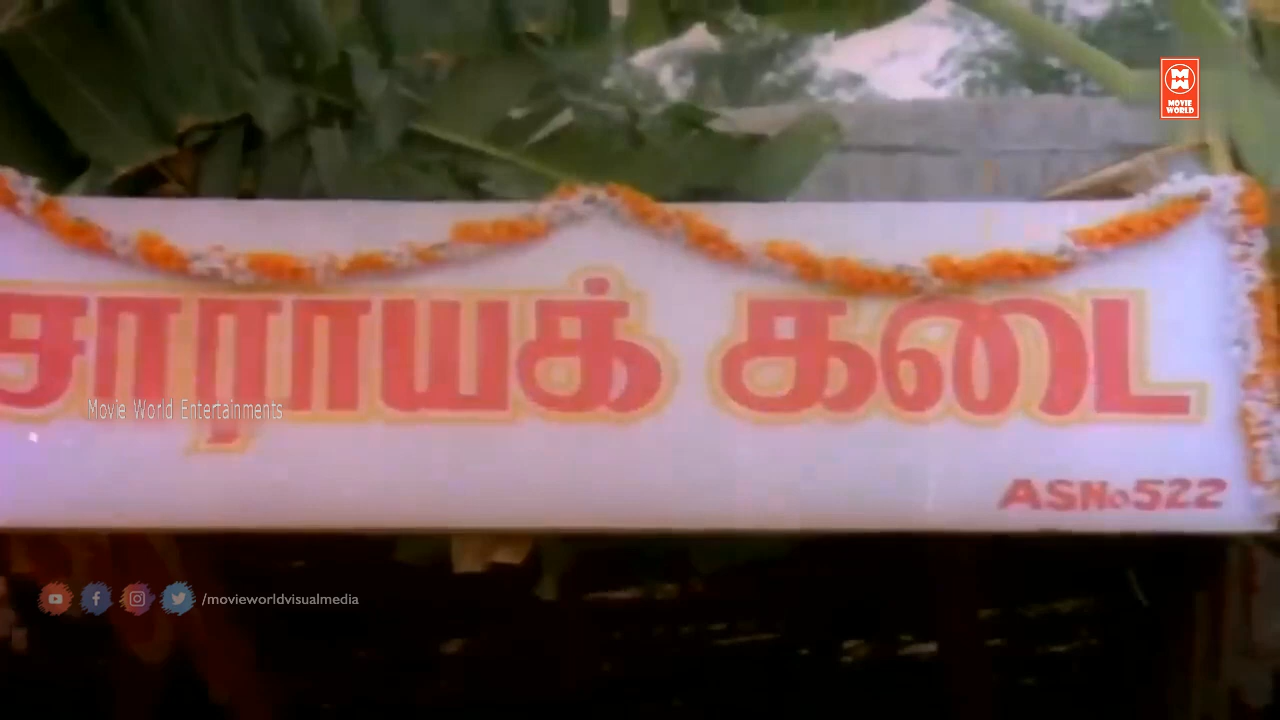 MOVIE
WORLD
சாராயக் கடை
Movie World Entertainments
ASNo522
/movieworldvisualmedia